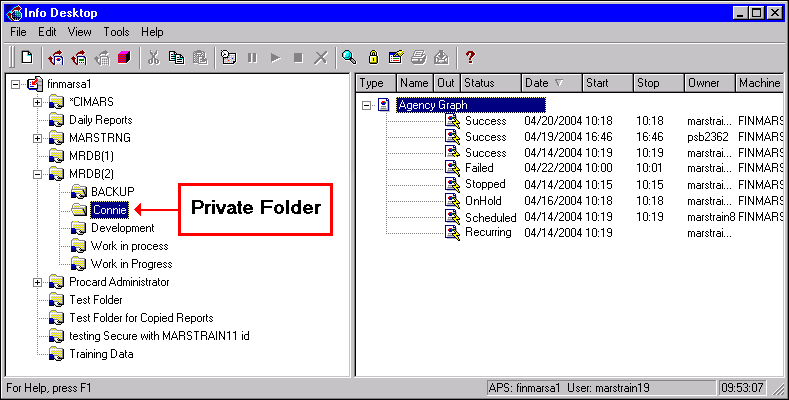 Info Desktop
File Edit View Tools Help
finmarsa1
*CIMARS
Daily Reports
MARSTRNG
MRDB(1)
MRDB(2)
BACKUP
Connie
Development
Work in process
Work in Progress
Procard Administrator
Test Folder
Test Folder for Copied Reports
testing Secure with MARSTRAIN11 id
Training Data
Private Folder
Type Name Out Status Date Start Stop Owner Machine
Agency Graph
Success 04/20/2004 10:18 10:18 marstrai... FINMARS
Success 04/19/2004 16:46 16:46 psb2362 FINMARS
Success 04/14/2004 10:19 10:19 marstrai... FINMARS
Failed 04/22/2004 10:00 10:01 marstrai... FINMARS
Stopped 04/14/2004 10:15 10:15 marstrai... FINMARS
OnHold 04/16/2004 10:18 10:18 marstrai... FINMARS
Scheduled 04/14/2004 10:19 10:19 marstrain8 FINMARS
Recurring 04/14/2004 10:19 marstrai...
For Help, press F1
APS: finmarsa1 User: marstrain19 09:53:07